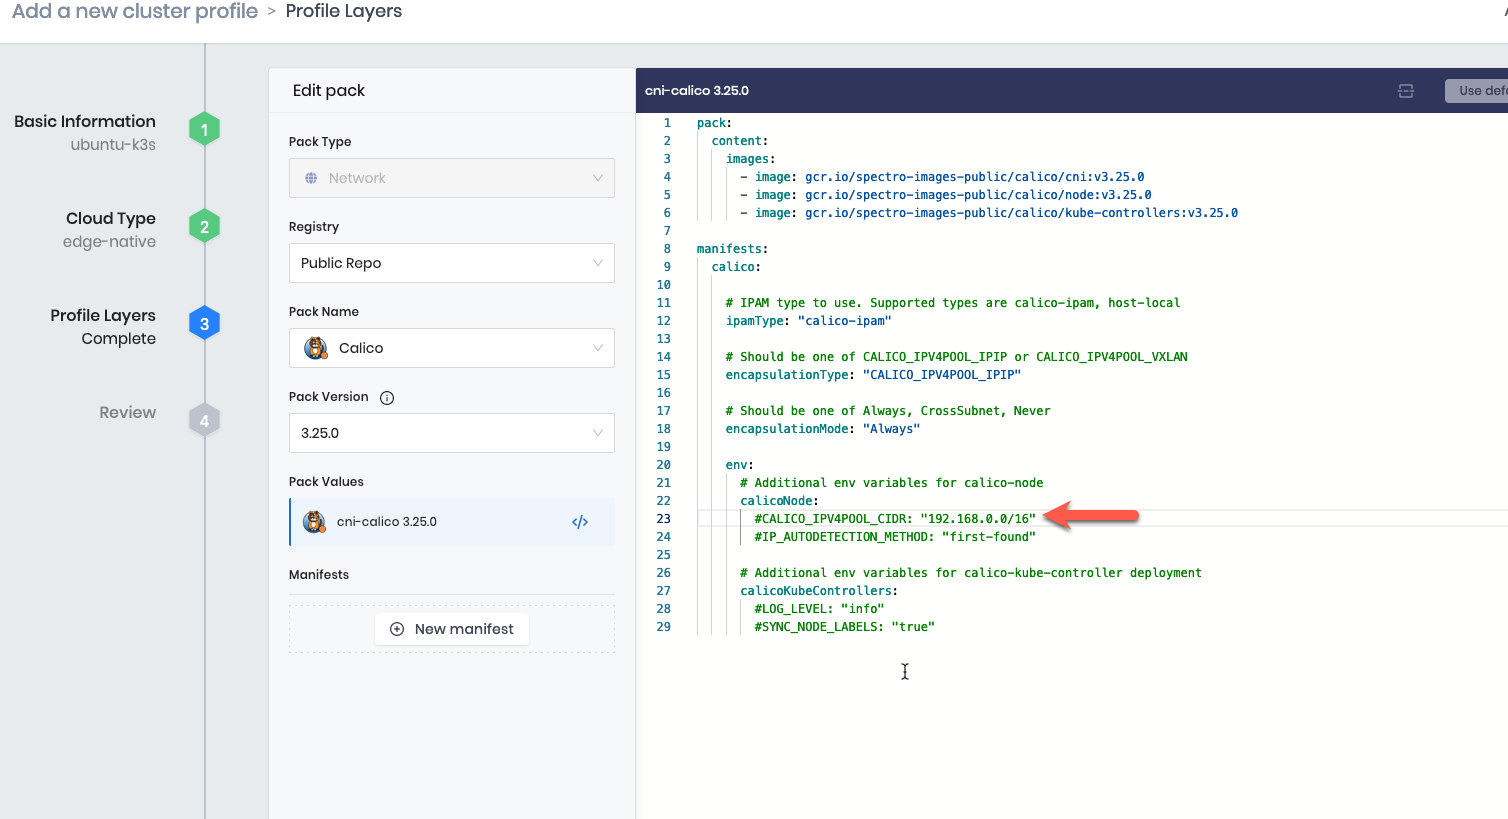 Add a new cluster profile > Profile Layers
Basic Information
ubuntu-k3s
1
Cloud Type
edge-native
2
Profile Layers
Complete
3
Review
4
Edit pack
Pack Type
Network
Registry
Public Repo
Pack Name
Calico
Pack Version
3.25.0
Pack Values
cni-calico 3.25.0
</>
Manifests
New manifest
cni-calico 3.25.0
Use def
1 pack:
2 content:
3 images:
4 - image: gcr.io/spectro-images-public/calico/cni:v3.25.0
5 - image: gcr.io/spectro-images-public/calico/node:v3.25.0
6 - image: gcr.io/spectro-images-public/calico/kube-controllers:v3.25.0
7
8 manifests:
9 calico:
10
11 # IPAM type to use. Supported types are calico-ipam, host-local
12 ipamType: "calico-ipam"
13
14 # Should be one of CALICO_IPV4POOL_IPIP or CALICO_IPV4POOL_VXLAN
15 encapsulationType: "CALICO_IPV4POOL_IPIP"
16
17 # Should be one of Always, CrossSubnet, Never
18 encapsulationMode: "Always"
19
20 env:
21 # Additional env variables for calico-node
22 calicoNode:
23 #CALICO_IPV4POOL_CIDR: "192.168.0.0/16"
24 #IP_AUTODETECTION_METHOD: "first-found"
25
26 # Additional env variables for calico-kube-controller deployment
27 calicoKubeControllers:
28 #LOG_LEVEL: "info"
29 #SYNC_NODE_LABELS: "true"